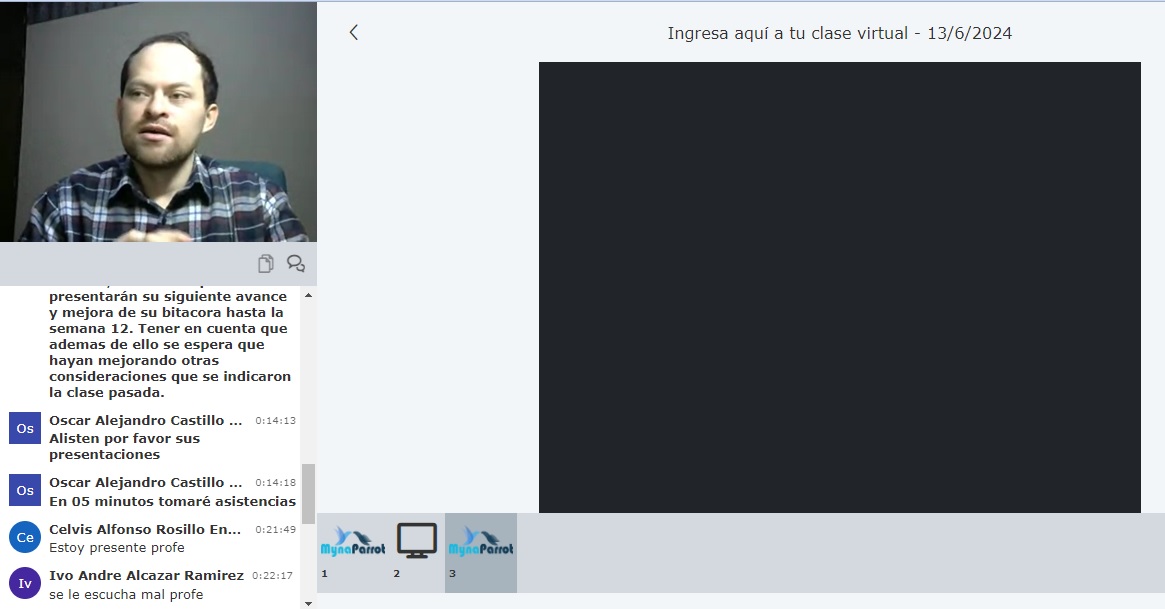 Ingresa aquí a tu clase virtual - 13/6/2024
presentarán su siguiente avance
y mejora de su bitacora hasta la
semana 12. Tener en cuenta que
ademas de ello se espera que
hayan mejorando otras
consideraciones que se indicaron
la clase pasada.
Os
Oscar Alejandro Castillo ... 0:14:13
Alisten por favor sus
presentaciones
Os
Oscar Alejandro Castillo ... 0:14:18
En 05 minutos tomaré asistencias
Ce
Celvis Alfonso Rosillo En... 0:21:49
Estoy presente profe
Iv
Ivo Andre Alcazar Ramirez 0:22:17
se le escucha mal profe
MynaParrot
1
2
MynaParrot
3